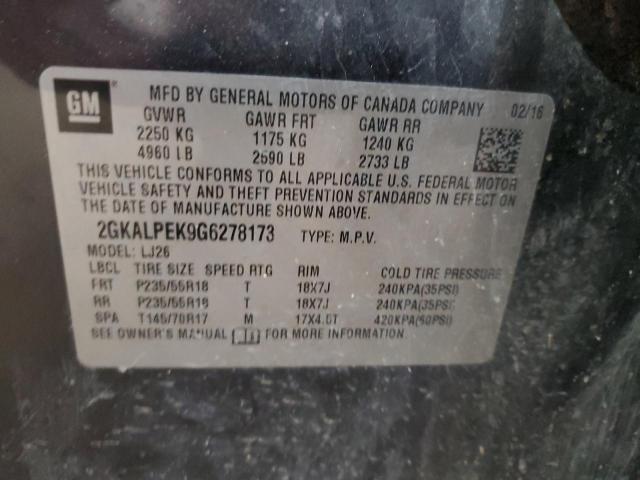 GM
MFD BY GENERAL MOTORS OF CANADA COMPANY 02/16
GVWR GAWR FRT GAWR RR
2250 KG 1175 KG 1240 KG
4960 LB 2590 LB 2733 LB
THIS VEHICLE CONFORMS TO ALL APPLICABLE U.S. FEDERAL MOTOR
VEHICLE SAFETY AND THEFT PREVENTION STANDARDS IN EFFECT ON
THE DATE OF MANUFACTURE SHOWN ABOVE.
2GKALPEK9G6278173 TYPE: M.P.V.
MODEL: LJ26
LBCL TIRE SIZE SPEED RTG RIM COLD TIRE PRESSURE
FRT P235/55R18 T 18X7J 240KPA(35PSI)
RR P235/55R18 T 18X7J 240KPA(35PSI)
SPA T145/70R17 M 17X4.0T 420KPA(60PSI)
SEE OWNER'S MANUAL FOR MORE INFORMATION